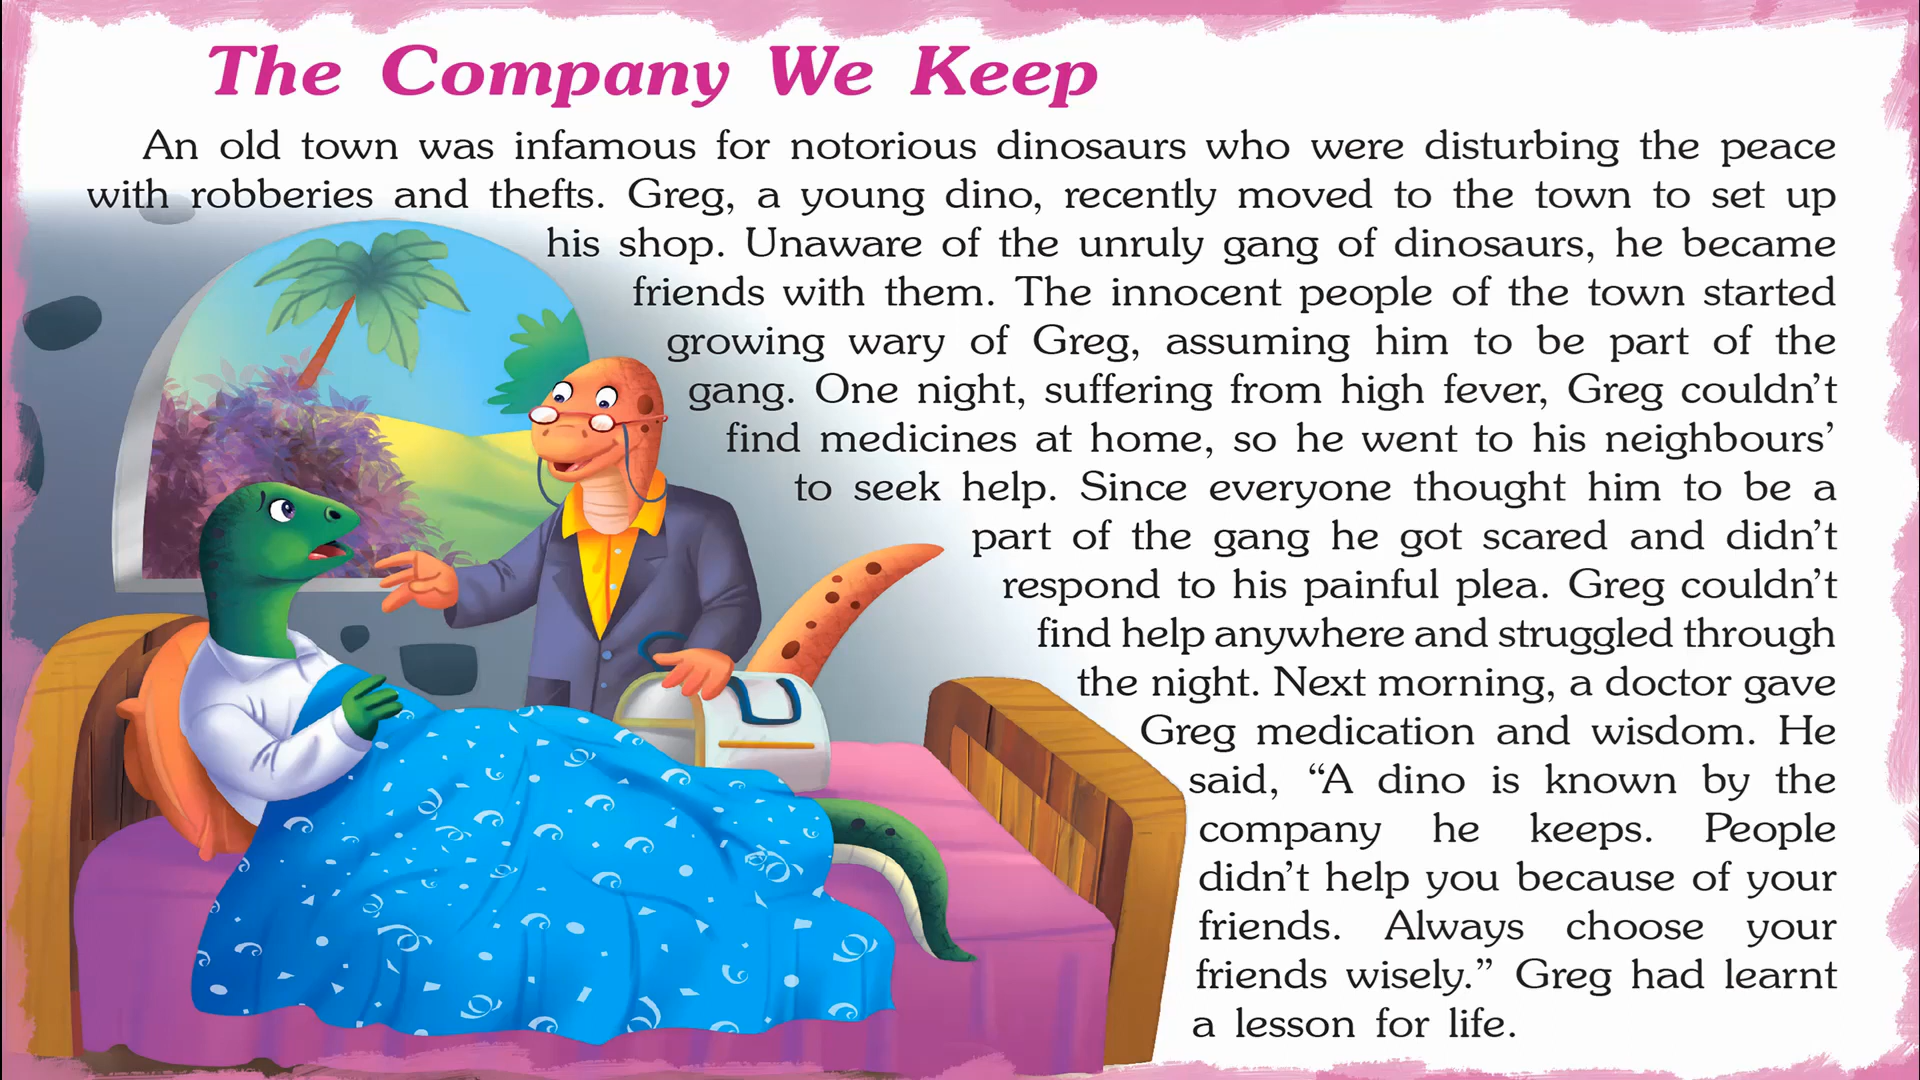 The Company We Keep
An old town was infamous for notorious dinosaurs who were disturbing the peace
with robberies and thefts. Greg, a young dino, recently moved to the town to set up
his shop. Unaware of the unruly gang of dinosaurs, he became
friends with them. The innocent people of the town started
growing wary of Greg, assuming him to be part of the
gang. One night, suffering from high fever, Greg couldn’t
find medicines at home, so he went to his neighbours’
to seek help. Since everyone thought him to be a
part of the gang he got scared and didn’t
respond to his painful plea. Greg couldn’t
find help anywhere and struggled through
the night. Next morning, a doctor gave
Greg medication and wisdom. He
said, “A dino is known by the
company he keeps. People
didn’t help you because of your
friends. Always choose your
friends wisely.” Greg had learnt
a lesson for life.